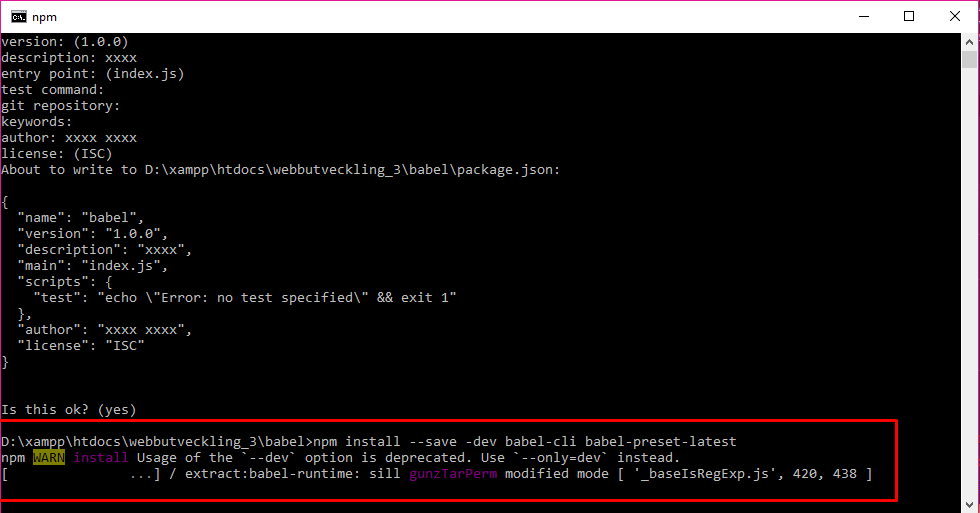 npm
version: (1.0.0)
description: xxxx
entry point: (index.js)
test command:
git repository:
keywords:
author: xxxx xxxx
license: (ISC)
About to write to D:\xampp\htdocs\webbutveckling_3\babel\package.json:
{
"name": "babel",
"version": "1.0.0",
"description": "xxxx",
"main": "index.js",
"scripts": {
"test": "echo \"Error: no test specified\" && exit 1"
},
"author": "xxxx xxxx",
"license": "ISC"
}
Is this ok? (yes)
D:\xampp\htdocs\webbutveckling_3\babel>npm install --save -dev babel-cli babel-preset-latest
npm WARN install Usage of the `--dev` option is deprecated. Use `--only=dev` instead.
[ ...] / extract:babel-runtime: sill gunzTarPerm modified mode [ '_baseIsRegExp.js', 420, 438 ]